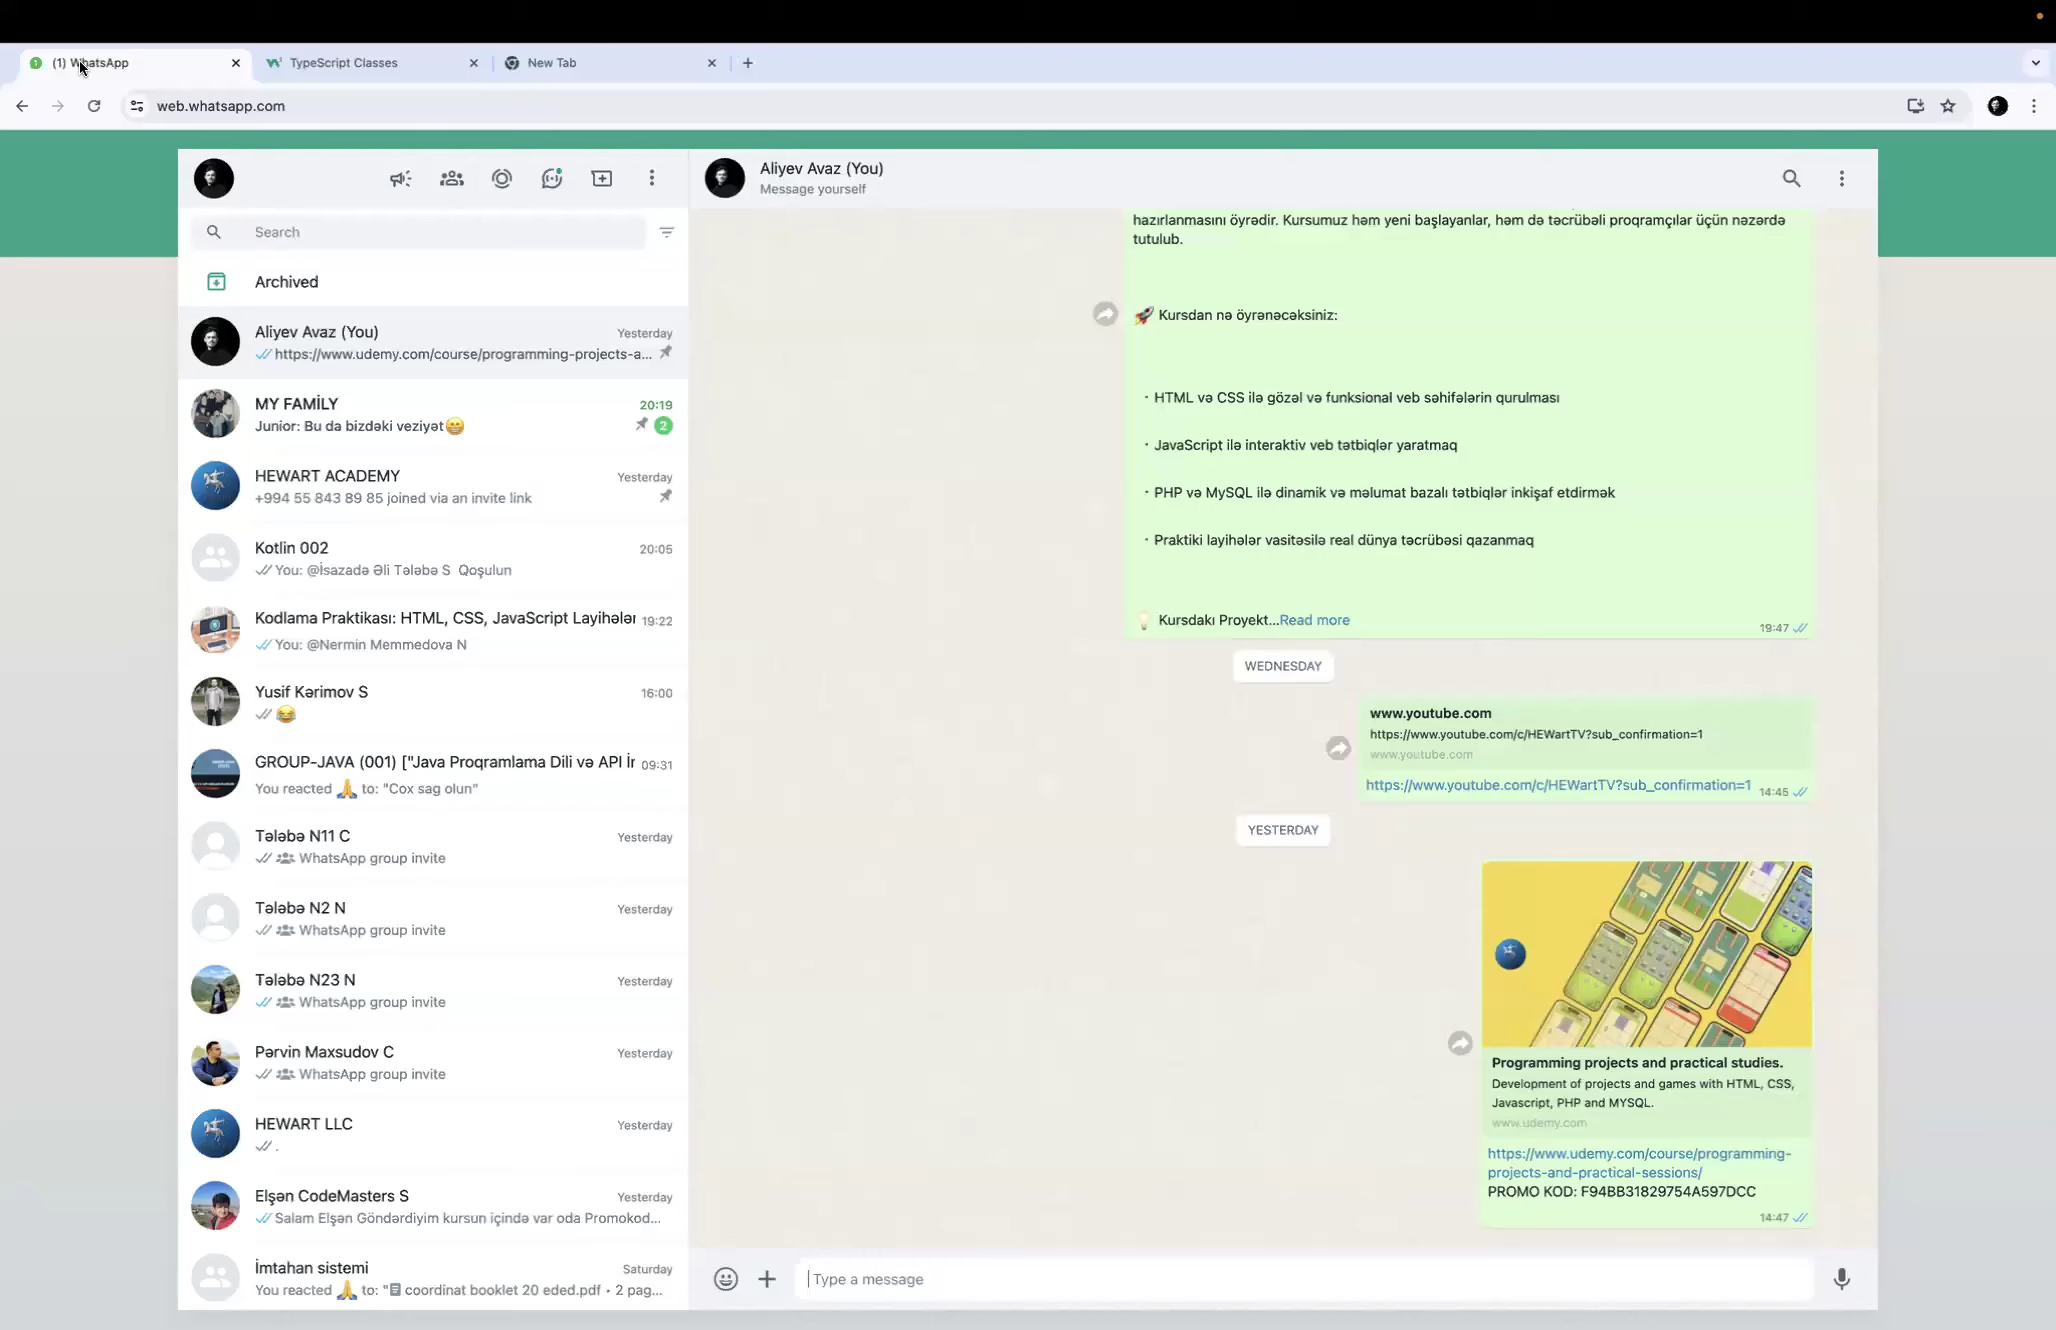 (1) WhatsApp
TypeScript Classes
New Tab
web.whatsapp.com
Search
Archived
Aliyev Avaz (You)
Yesterday
https://www.udemy.com/course/programming-projects-a...
MY FAMİLY
20:19
Junior: Bu da bizdəki veziyət😁
2
HEWART ACADEMY
Yesterday
+994 55 843 89 85 joined via an invite link
Kotlin 002
20:05
You: @İsazadə Əli Tələbə S Qoşulun
Kodlama Praktikası: HTML, CSS, JavaScript Layihələr
19:22
You: @Nermin Memmedova N
Yusif Kərimov S
16:00
😂
GROUP-JAVA (001) ["Java Proqramlama Dili və API İr
09:31
You reacted 🙏 to: "Cox sag olun"
Tələbə N11 C
Yesterday
WhatsApp group invite
Tələbə N2 N
Yesterday
WhatsApp group invite
Tələbə N23 N
Yesterday
WhatsApp group invite
Pərvin Maxsudov C
Yesterday
WhatsApp group invite
HEWART LLC
Yesterday
.
Elşən CodeMasters S
Yesterday
Salam Elşən Göndərdiyim kursun içində var oda Promokod...
İmtahan sistemi
Saturday
You reacted 🙏 to: "coordinat booklet 20 eded.pdf • 2 pag...
Aliyev Avaz (You)
Message yourself
hazırlanmasını öyrədir. Kursumuz həm yeni başlayanlar, həm də təcrübəli proqramçılar üçün nəzərdə
tutulub.
🚀 Kursdan nə öyrənəcəksiniz:
· HTML və CSS ilə gözəl və funksional veb səhifələrin qurulması
· JavaScript ilə interaktiv veb tətbiqlər yaratmaq
· PHP və MySQL ilə dinamik və məlumat bazalı tətbiqlər inkişaf etdirmək
· Praktiki layihələr vasitəsilə real dünya təcrübəsi qazanmaq
💡 Kursdakı Proyekt...Read more
19:47
WEDNESDAY
www.youtube.com
https://www.youtube.com/c/HEWartTV?sub_confirmation=1
www.youtube.com
https://www.youtube.com/c/HEWartTV?sub_confirmation=1
14:45
YESTERDAY
Programming projects and practical studies.
Development of projects and games with HTML, CSS,
Javascript, PHP and MYSQL.
www.udemy.com
https://www.udemy.com/course/programming-
projects-and-practical-sessions/
PROMO KOD: F94BB31829754A597DCC
14:47
Type a message